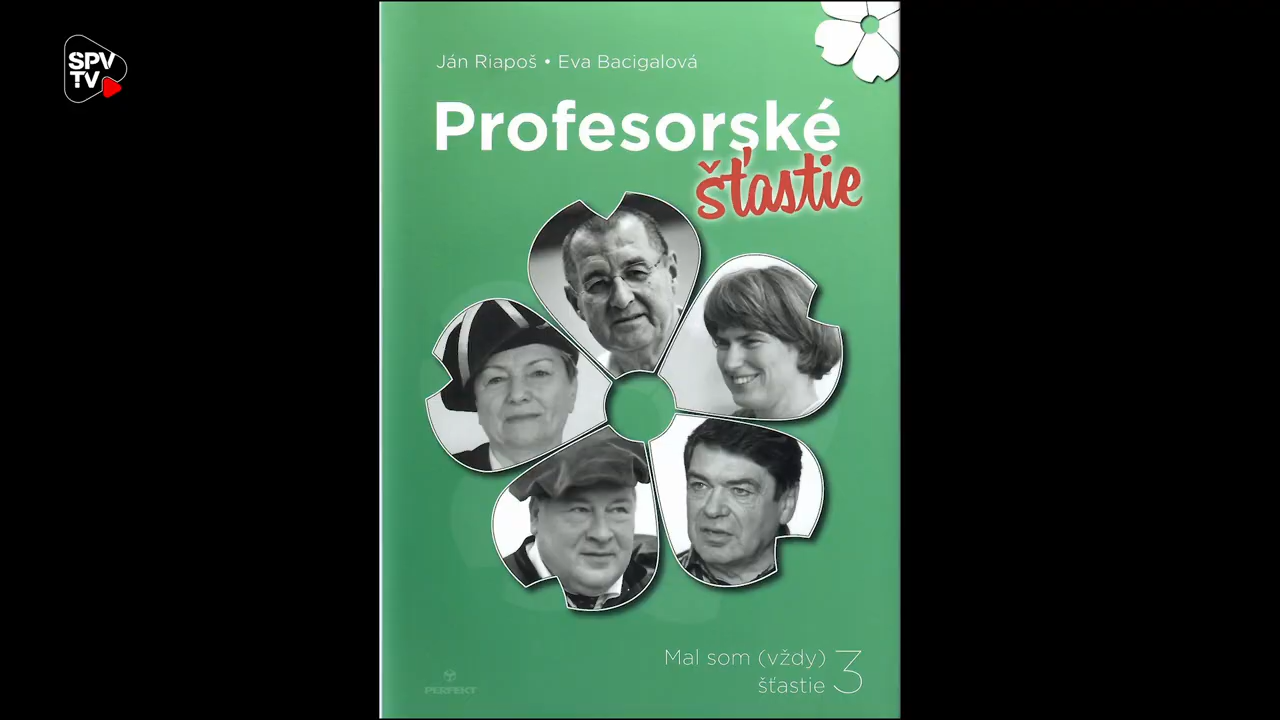 SPV
TV
Ján Riapoš • Eva Bacigalová
Profesorské
šťastie
Mal som (vždy) 3
šťastie
PERFEKT